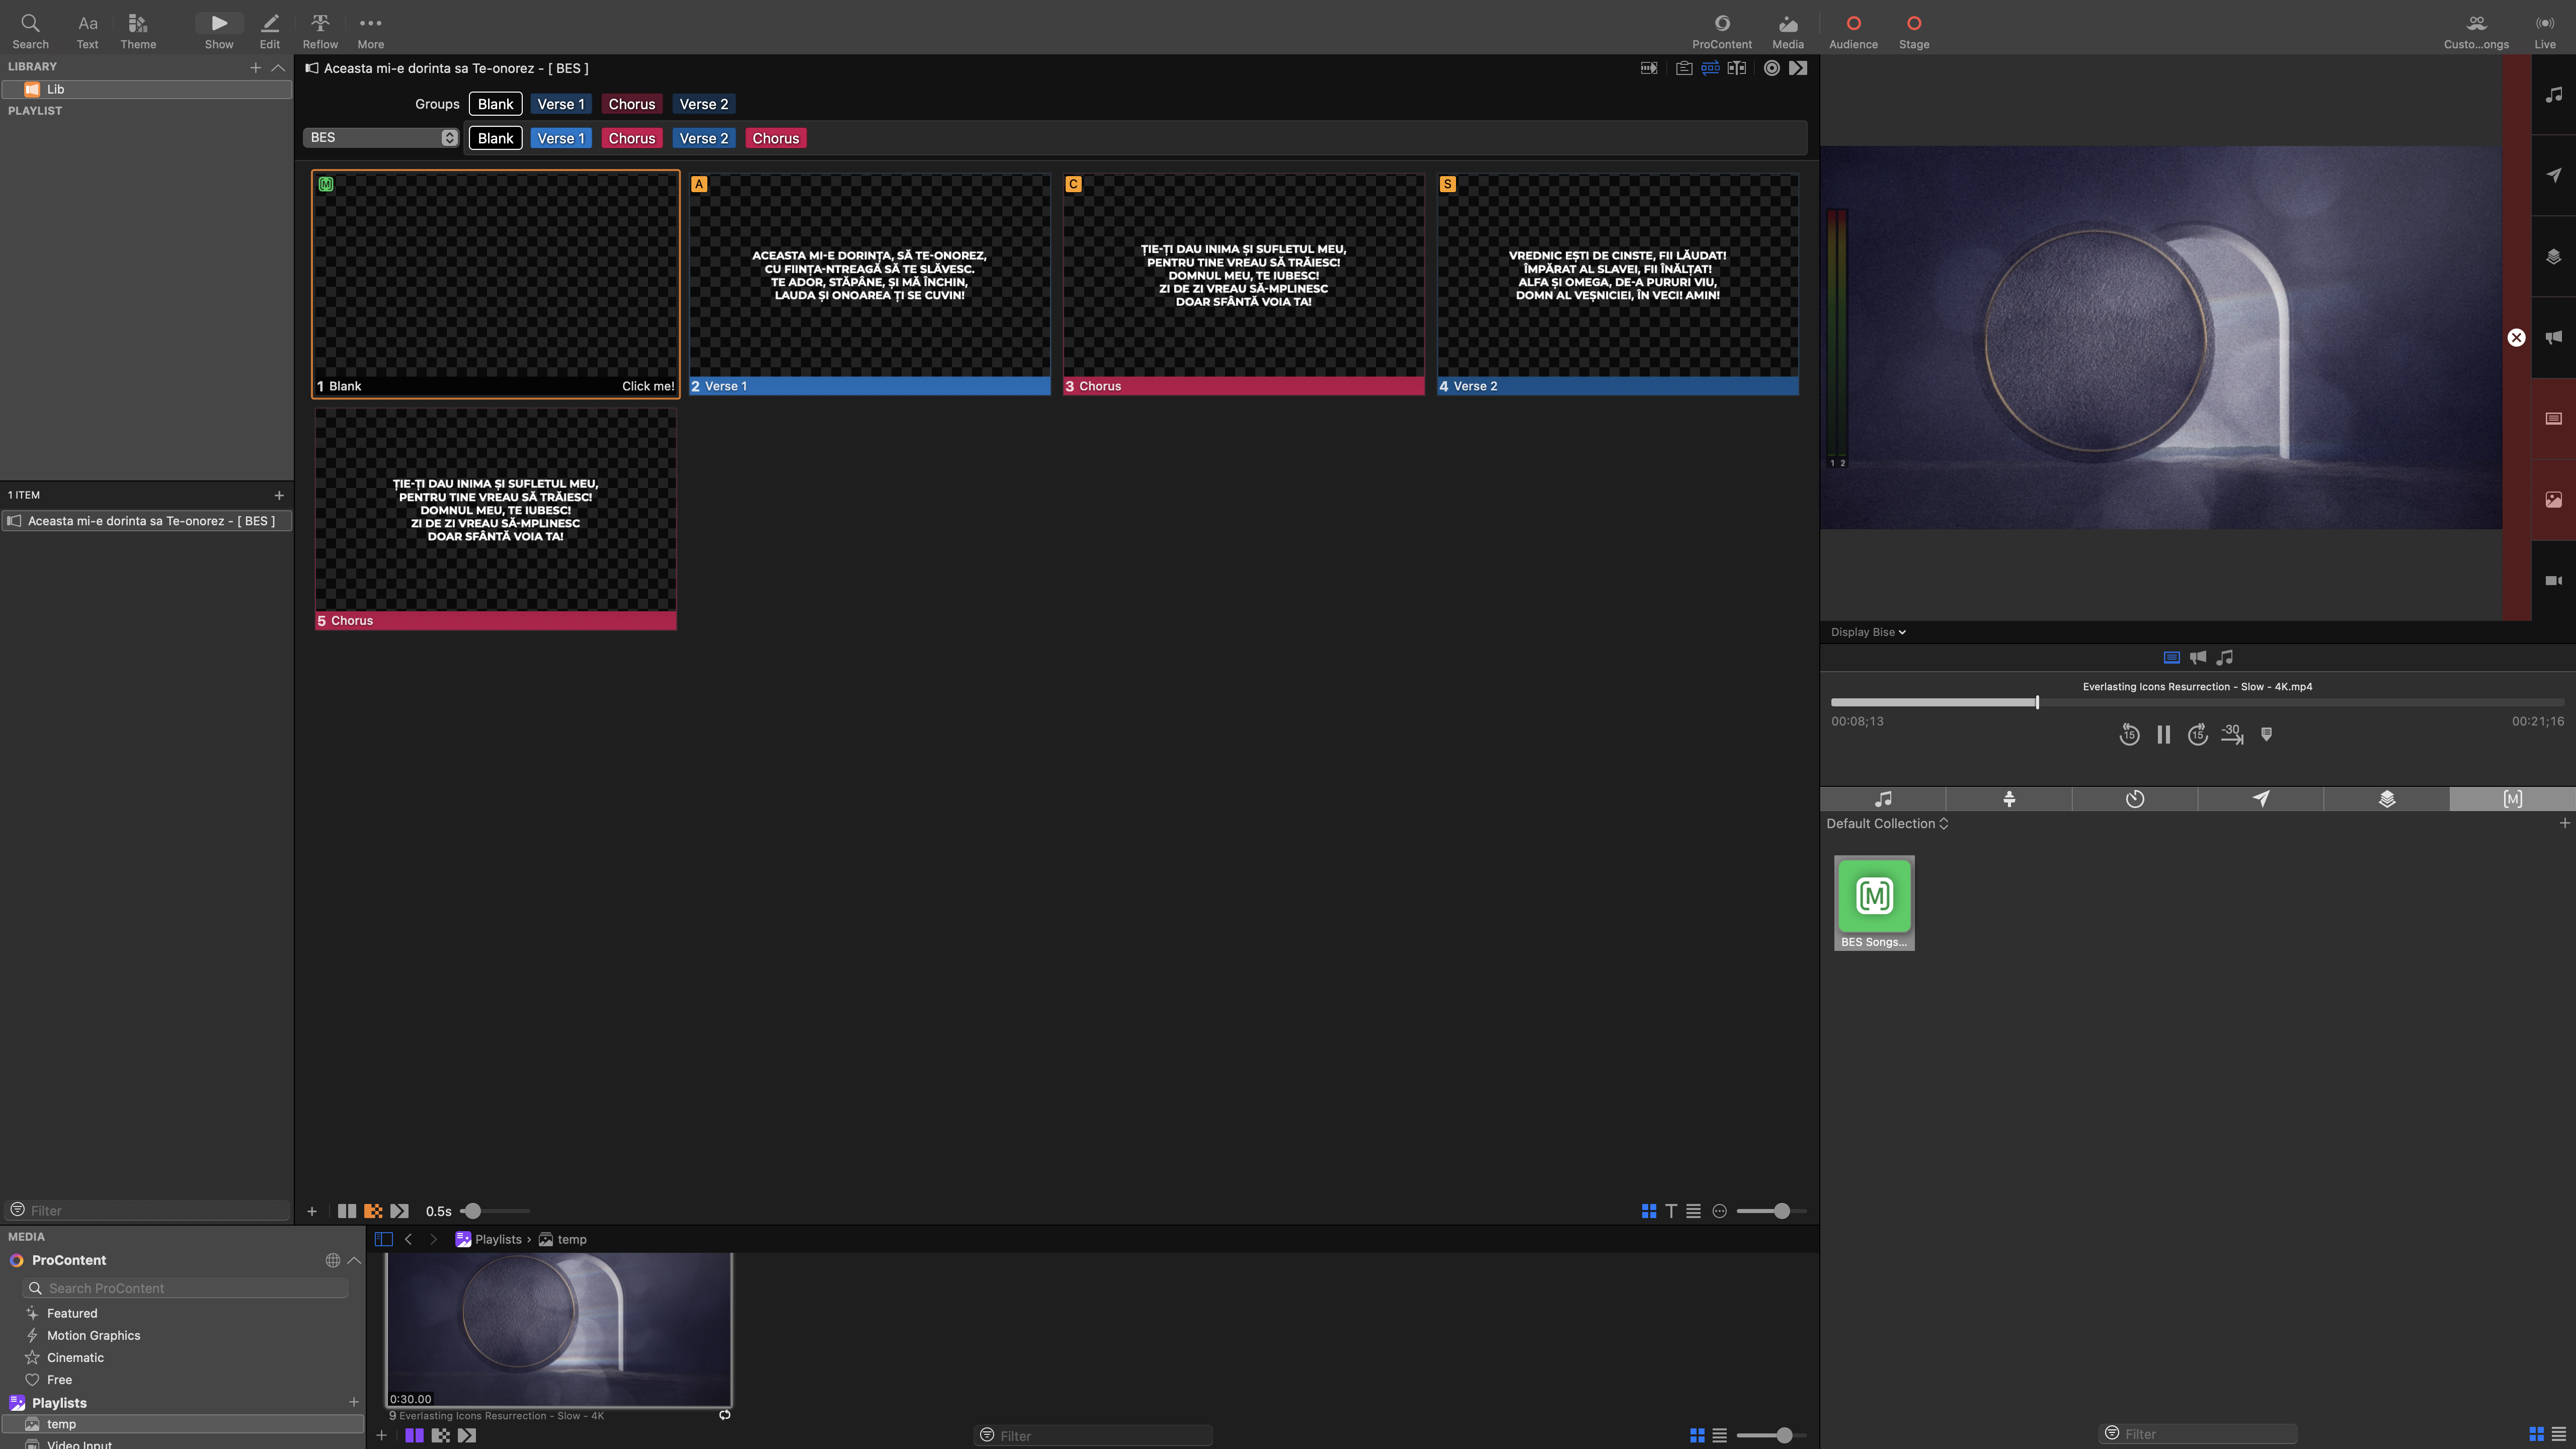 Search
Text
Theme
Show
Edit
Reflow
More
ProContent
Media
Audience
Stage
Custo...ongs
Live
LIBRARY
Lib
PLAYLIST
1 ITEM
Aceasta mi-e dorinta sa Te-onorez - [ BES ]
Filter
Aceasta mi-e dorinta sa Te-onorez - [ BES ]
Groups Blank Verse 1 Chorus Verse 2
BES Blank Verse 1 Chorus Verse 2 Chorus
M
1 Blank Click me!
A
ACEASTA MI-E DORINȚA, SĂ TE-ONOREZ,
CU FIINȚA-NTREAGĂ SĂ TE SLĂVESC.
TE ADOR, STĂPÂNE, ȘI MĂ ÎNCHIN,
LAUDA ȘI ONOAREA ȚI SE CUVIN!
2 Verse 1
C
ȚIE-ȚI DAU INIMA ȘI SUFLETUL MEU,
PENTRU TINE VREAU SĂ TRĂIESC!
DOMNUL MEU, TE IUBESC!
ZI DE ZI VREAU SĂ-MPLINESC
DOAR SFÂNTĂ VOIA TA!
3 Chorus
S
VREDNIC EȘTI DE CINSTE, FII LĂUDAT!
ÎMPĂRAT AL SLAVEI, FII ÎNĂLȚAT!
ALFA ȘI OMEGA, DE-A PURURI VIU,
DOMN AL VEȘNICIEI, ÎN VECI! AMIN!
4 Verse 2
ȚIE-ȚI DAU INIMA ȘI SUFLETUL MEU,
PENTRU TINE VREAU SĂ TRĂIESC!
DOMNUL MEU, TE IUBESC!
ZI DE ZI VREAU SĂ-MPLINESC
DOAR SFÂNTĂ VOIA TA!
5 Chorus
0.5s
1 2
Display Bise
Everlasting Icons Resurrection - Slow - 4K.mp4
00:08;13
00:21;16
15
15
-30
[M]
Default Collection
[M]
BES Songs...
Filter
MEDIA
ProContent
Search ProContent
Featured
Motion Graphics
Cinematic
Free
Playlists
temp
Video Input
Playlists › temp
0:30.00
9 Everlasting Icons Resurrection - Slow - 4K
Filter